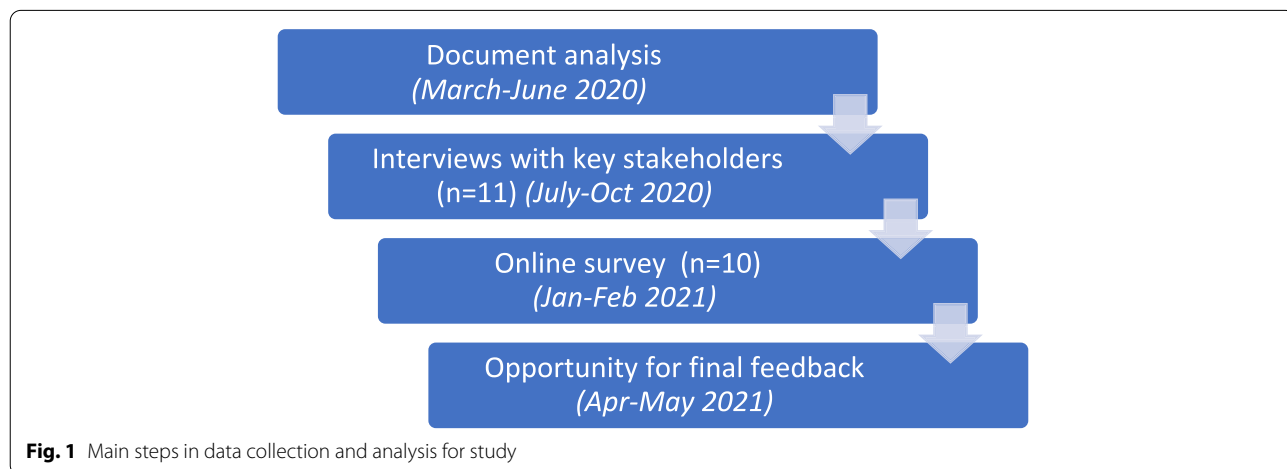 Document analysis
(March-June 2020)
Interviews with key stakeholders
(n=11) (July-Oct 2020)
Online survey (n=10)
(Jan-Feb 2021)
Opportunity for final feedback
(Apr-May 2021)
Fig. 1 Main steps in data collection and analysis for study